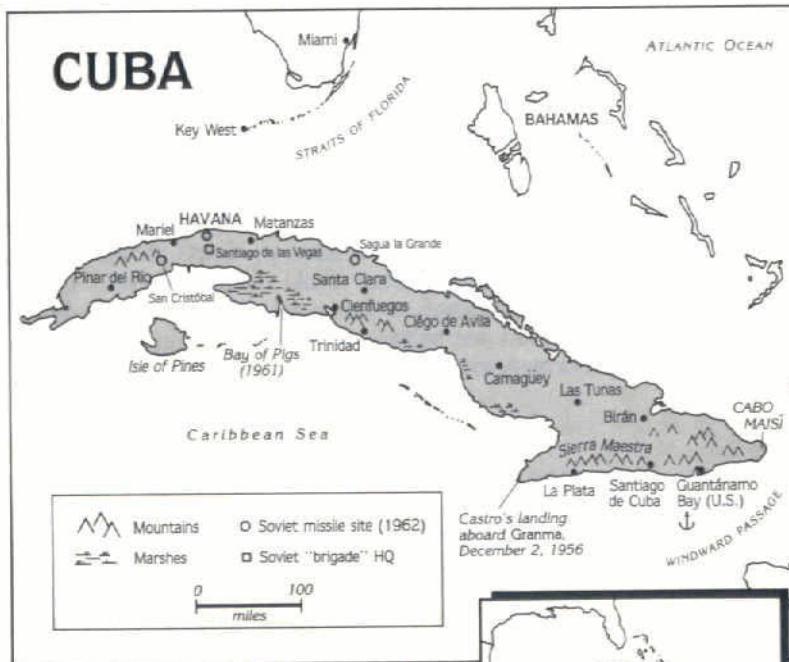 CUBA
Miami
ATLANTIC OCEAN
Key West
STRAITS OF FLORIDA
BAHAMAS
HAVANA
Mariel
Matanzas
Santiago de las Vegas
Sagua la Grande
Pinar del Rio
San Cristóbal
Santa Clara
Cienfuegos
Ciégo de Avila
Trinidad
Isle of Pines
Bay of Pigs
(1961)
Camagüey
Las Tunas
Birán
CABO
MAISÍ
Caribbean Sea
Sierra Maestra
La Plata
Santiago
de Cuba
Guantánamo
Bay (U.S.)
Castro's landing
aboard Granma,
December 2, 1956
WINDWARD PASSAGE
Mountains
Soviet missile site (1962)
Marshes
Soviet "brigade" HQ
0 100
miles